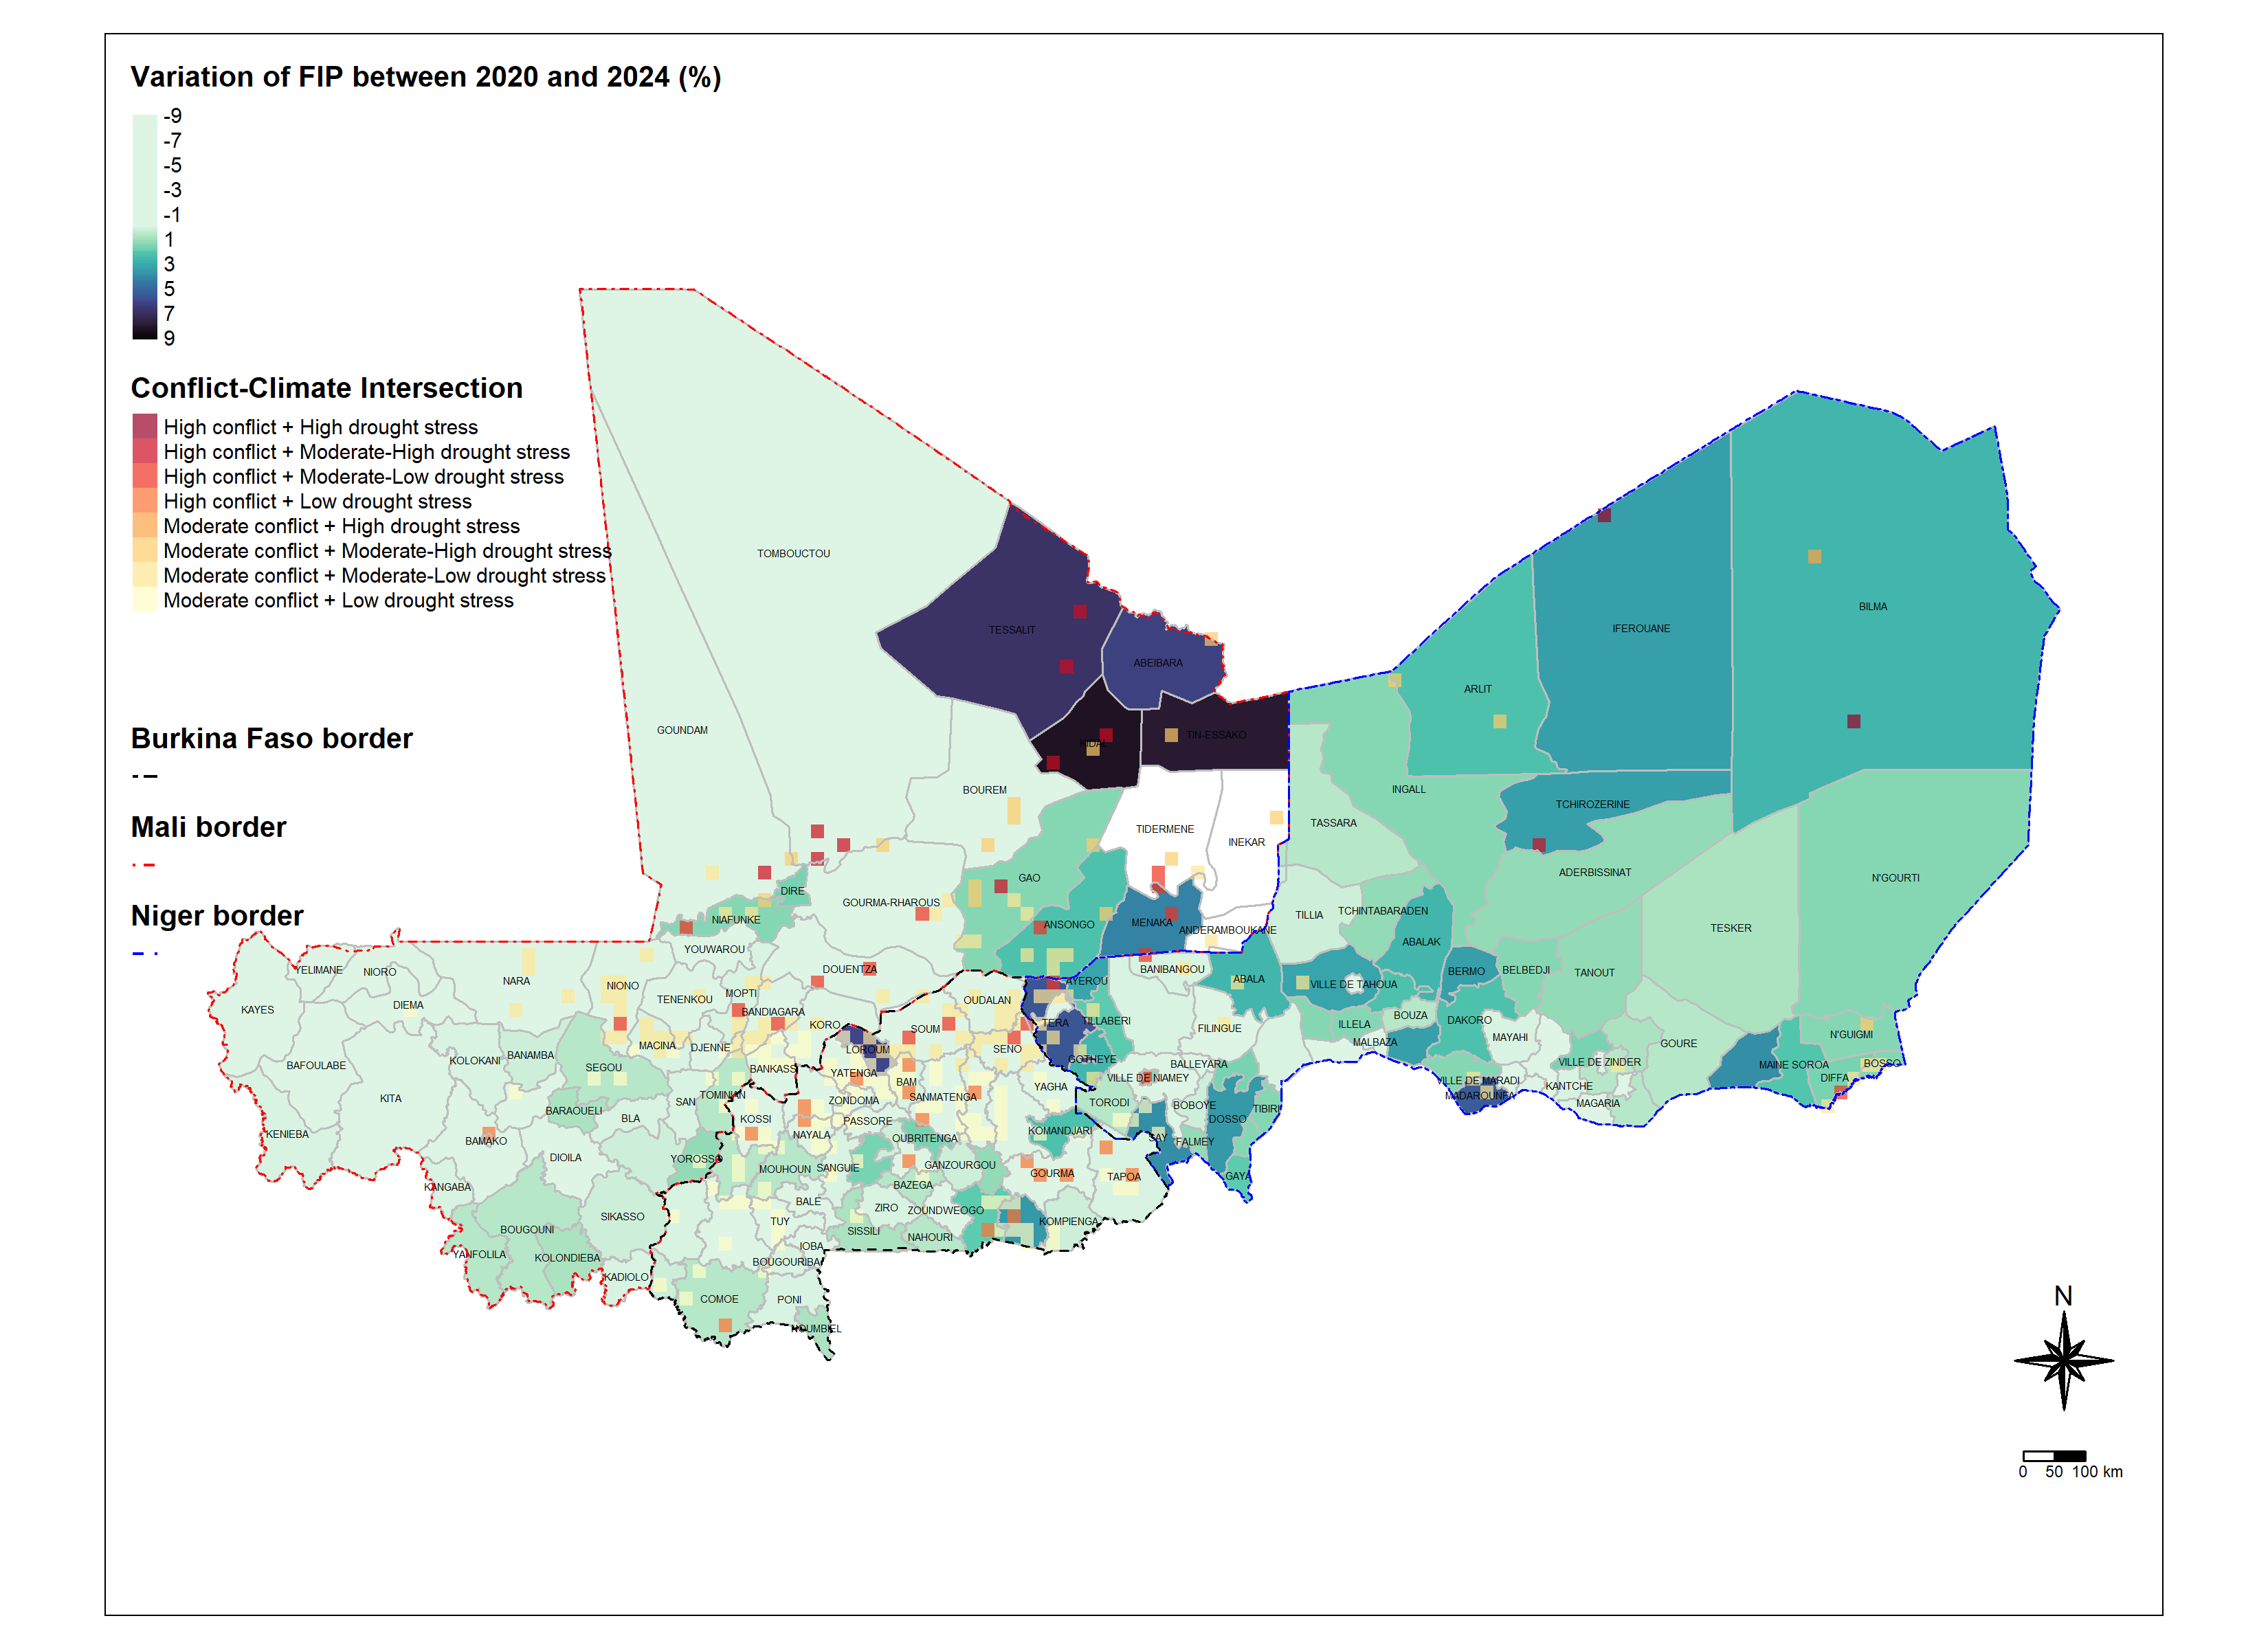 Variation of FIP between 2020 and 2024 (%)
-9
-7
-5
-3
-1
1
3
5
7
9
Conflict-Climate Intersection
High conflict + High drought stress
High conflict + Moderate-High drought stress
High conflict + Moderate-Low drought stress
High conflict + Low drought stress
Moderate conflict + High drought stress
Moderate conflict + Moderate-High drought stress
Moderate conflict + Moderate-Low drought stress
Moderate conflict + Low drought stress
Burkina Faso border
Mali border
Niger border
TOMBOUCTOU
TESSALIT
ABEIBARA
KIDAL
TIN-ESSAKO
GOUNDAM
BOUREM
TIDERMENE
INEKAR
IFEROUANE
BILMA
ARLIT
INGALL
TCHIROZERINE
TASSARA
ADERBISSINAT
N'GOURTI
TESKER
GAO
DIRE
GOURMA-RHAROUS
NIAFUNKE
ANSONGO
MENAKA
ANDERAMBOUKANE
TILLIA
TCHINTABARADEN
ABALAK
YOUWAROU
DOUENTZA
BANIBANGOU
ABALA
VILLE DE TAHOUA
BERMO
BELBEDJI
TANOUT
YELIMANE
NIORO
NARA
NIONO
KAYES
DIEMA
TENENKOU
MOPTI
BANDIAGARA
KORO
OUDALAN
AYEROU
TERA
TILLABERI
FILINGUE
ILLELA
BOUZA
DAKORO
MALBAZA
MAYAHI
GOURE
N'GUIGMI
BAFOULABE
KOLOKANI
BANAMBA
SEGOU
MACINA
DJENNE
BANKASS
LOROUM
SOUM
SENO
GOTHEYE
BALLEYARA
VILLE DE ZINDER
MAINE SOROA
BOSSO
DIFFA
YATENGA
BAM
YAGHA
VILLE DE NIAMEY
VILLE DE MARADI
MADAROUNFA
KANTCHE
MAGARIA
KITA
BARAOUELI
BLA
SAN
TOMINIAN
KOSSI
ZONDOMA
SANMATENGA
PASSORE
NAYALA
TORODI
BOBOYE
DOSSO
TIBIRI
KENIEBA
BAMAKO
DIOILA
YOROSSO
MOUHOUN
SANGUIE
OUBRITENGA
KOMANDJARI
SAY
FALMEY
GANZOURGOU
GOURMA
TAPOA
GAYA
KANGABA
BAZEGA
BALE
ZIRO
ZOUNDWEOGO
SIKASSO
BOUGOUNI
TUY
SISSILI
NAHOURI
KOMPIENGA
YANFOLILA
KOLONDIEBA
IOBA
BOUGOURIBA
KADIOLO
COMOE
PONI
NOUMBIEL
N
0 50 100 km